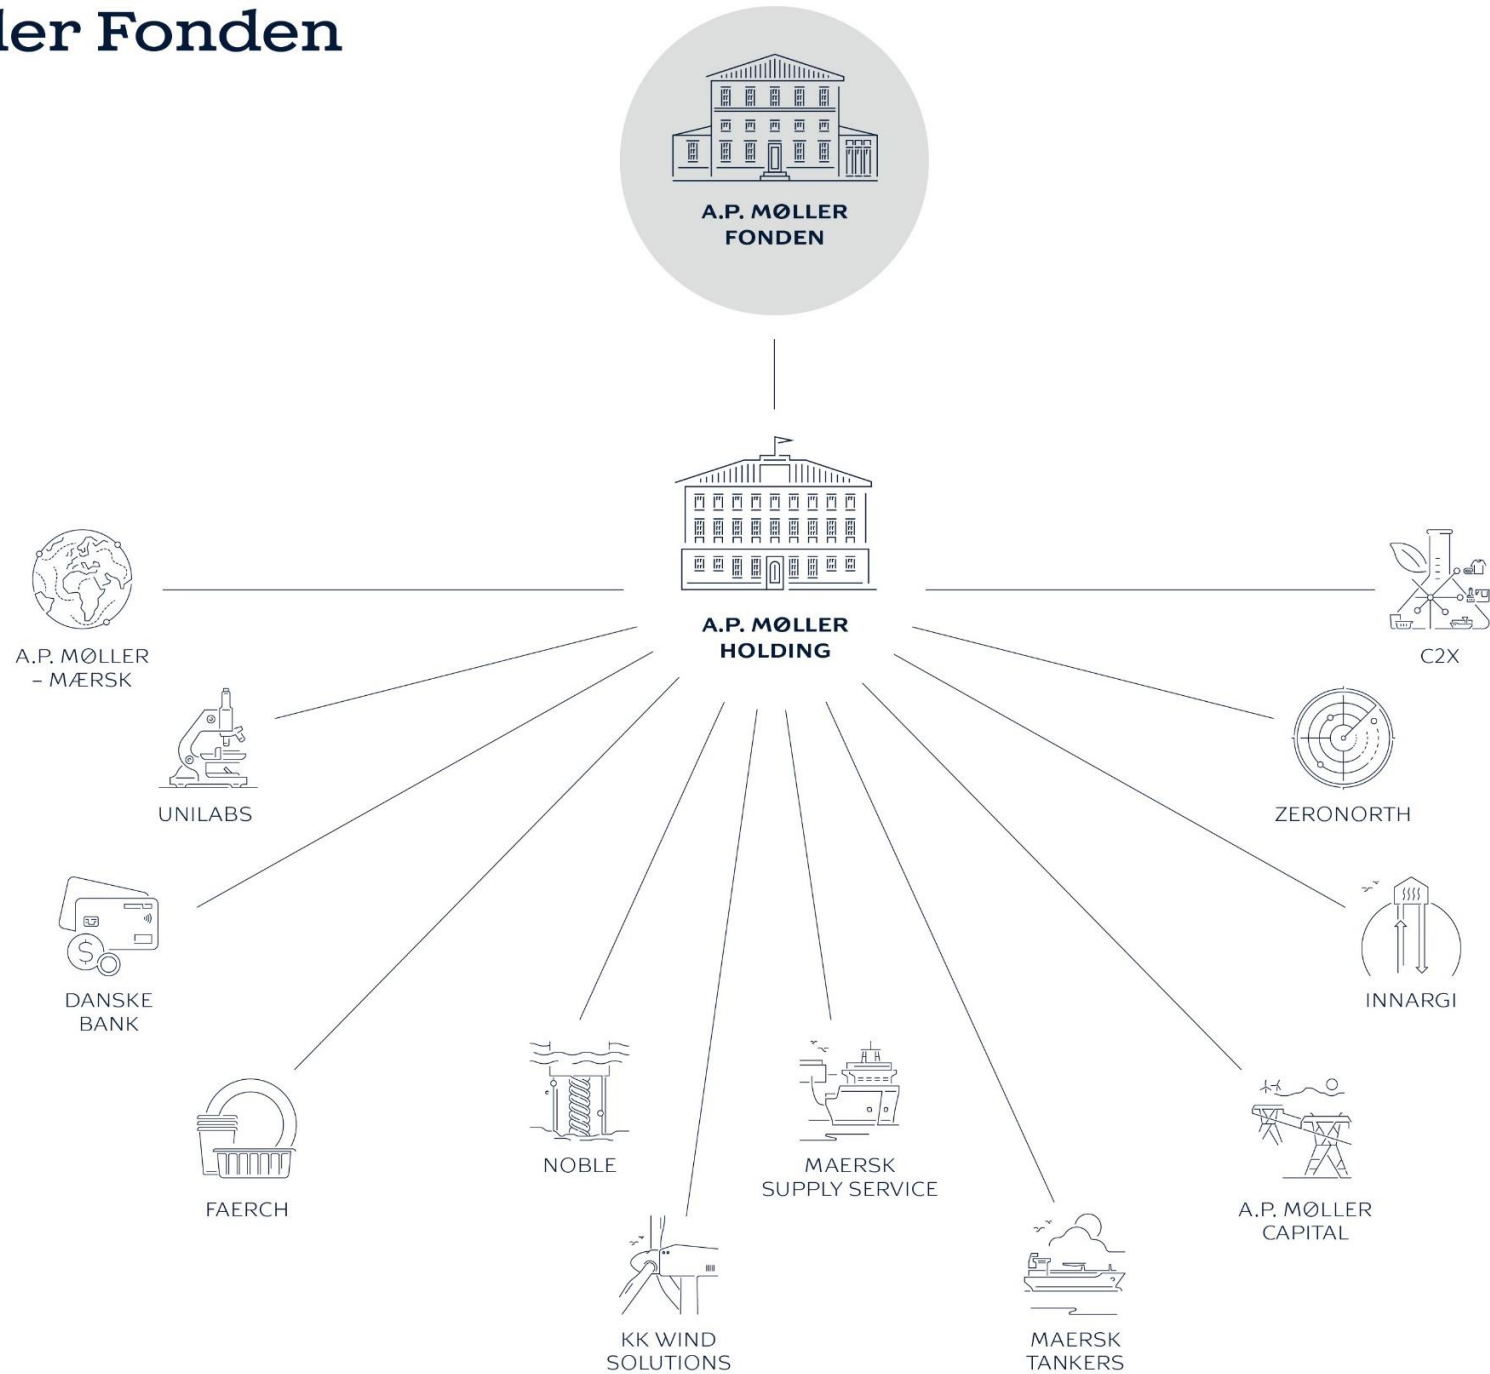 ler Fonden
A.P. MØLLER
FONDEN
A.P. MØLLER
HOLDING
A.P. MØLLER
– MÆRSK
UNILABS
DANSKE
BANK
FAERCH
NOBLE
KK WIND
SOLUTIONS
MAERSK
SUPPLY SERVICE
MAERSK
TANKERS
A.P. MØLLER
CAPITAL
INNARGI
ZERONORTH
C2X